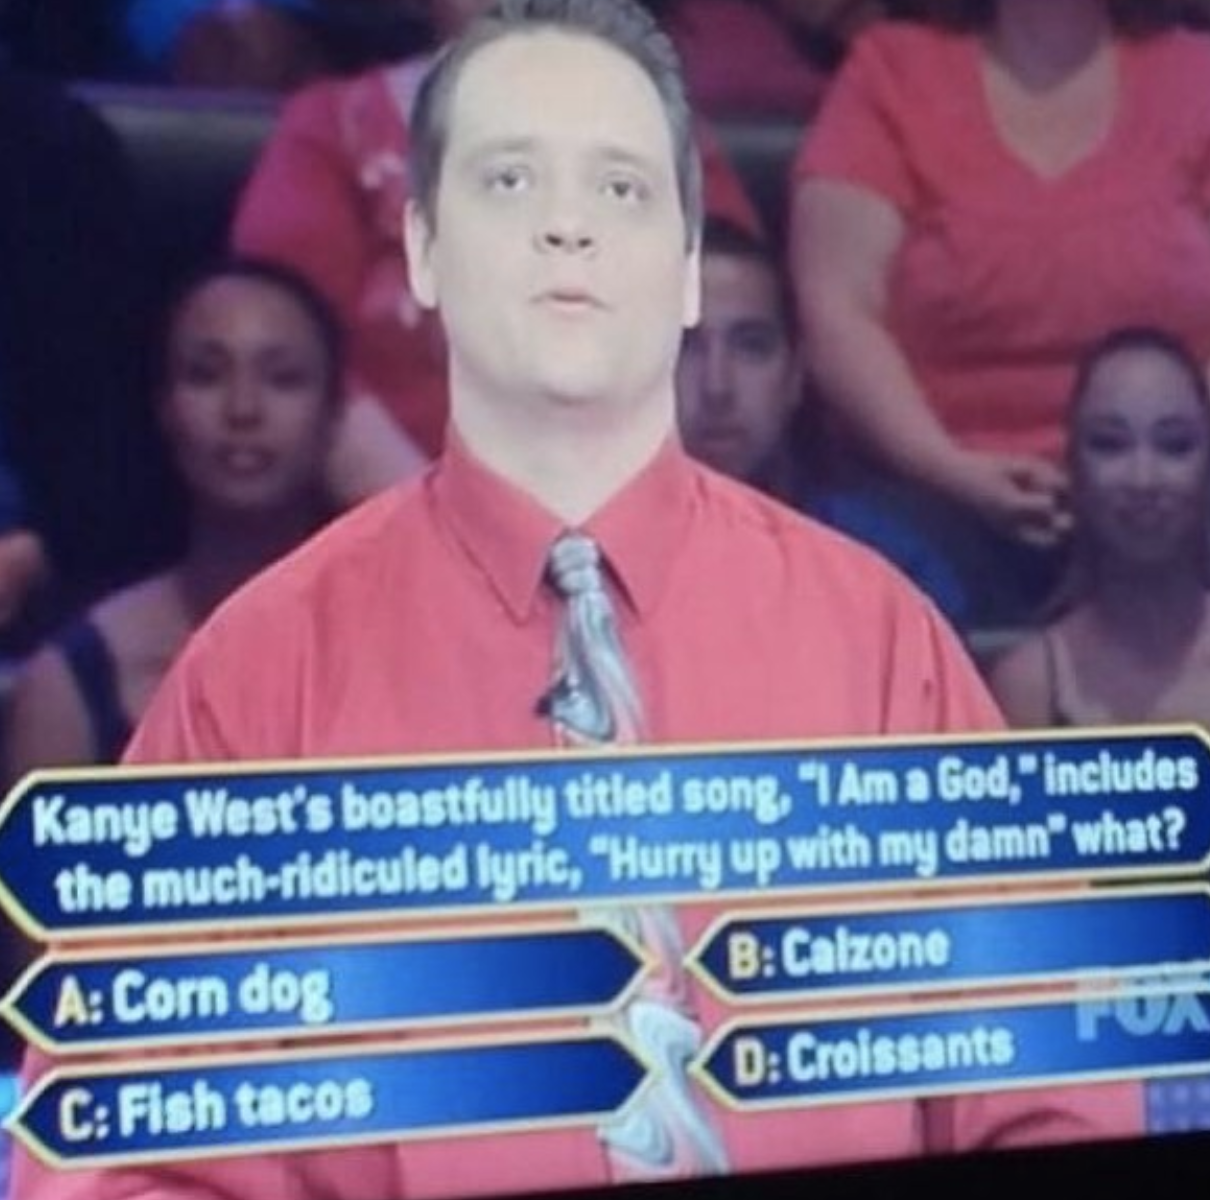 Kanye West's boastfully titled song, "I Am a God," includes
the much-ridiculed lyric, "Hurry up with my damn" what?
A: Corn dog
B: Calzone
C: Fish tacos
D: Croissants
FOX